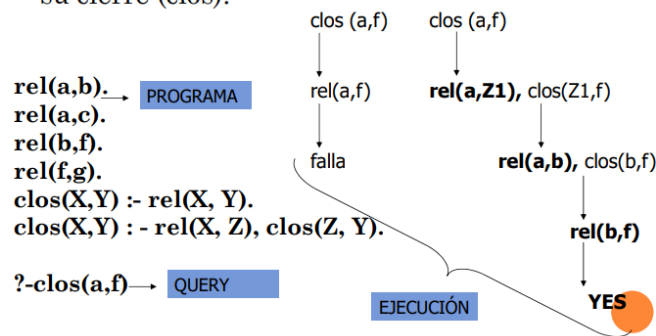 su cierre (clos):
clos (a,f) clos (a,f)
rel(a,b). PROGRAMA
rel(a,c).
rel(b,f).
rel(f,g).
clos(X,Y) :- rel(X, Y).
clos(X,Y) : - rel(X, Z), clos(Z, Y).
?-clos(a,f) QUERY
rel(a,f) rel(a,Z1), clos(Z1,f)
falla rel(a,b), clos(b,f)
rel(b,f)
YES
EJECUCIÓN